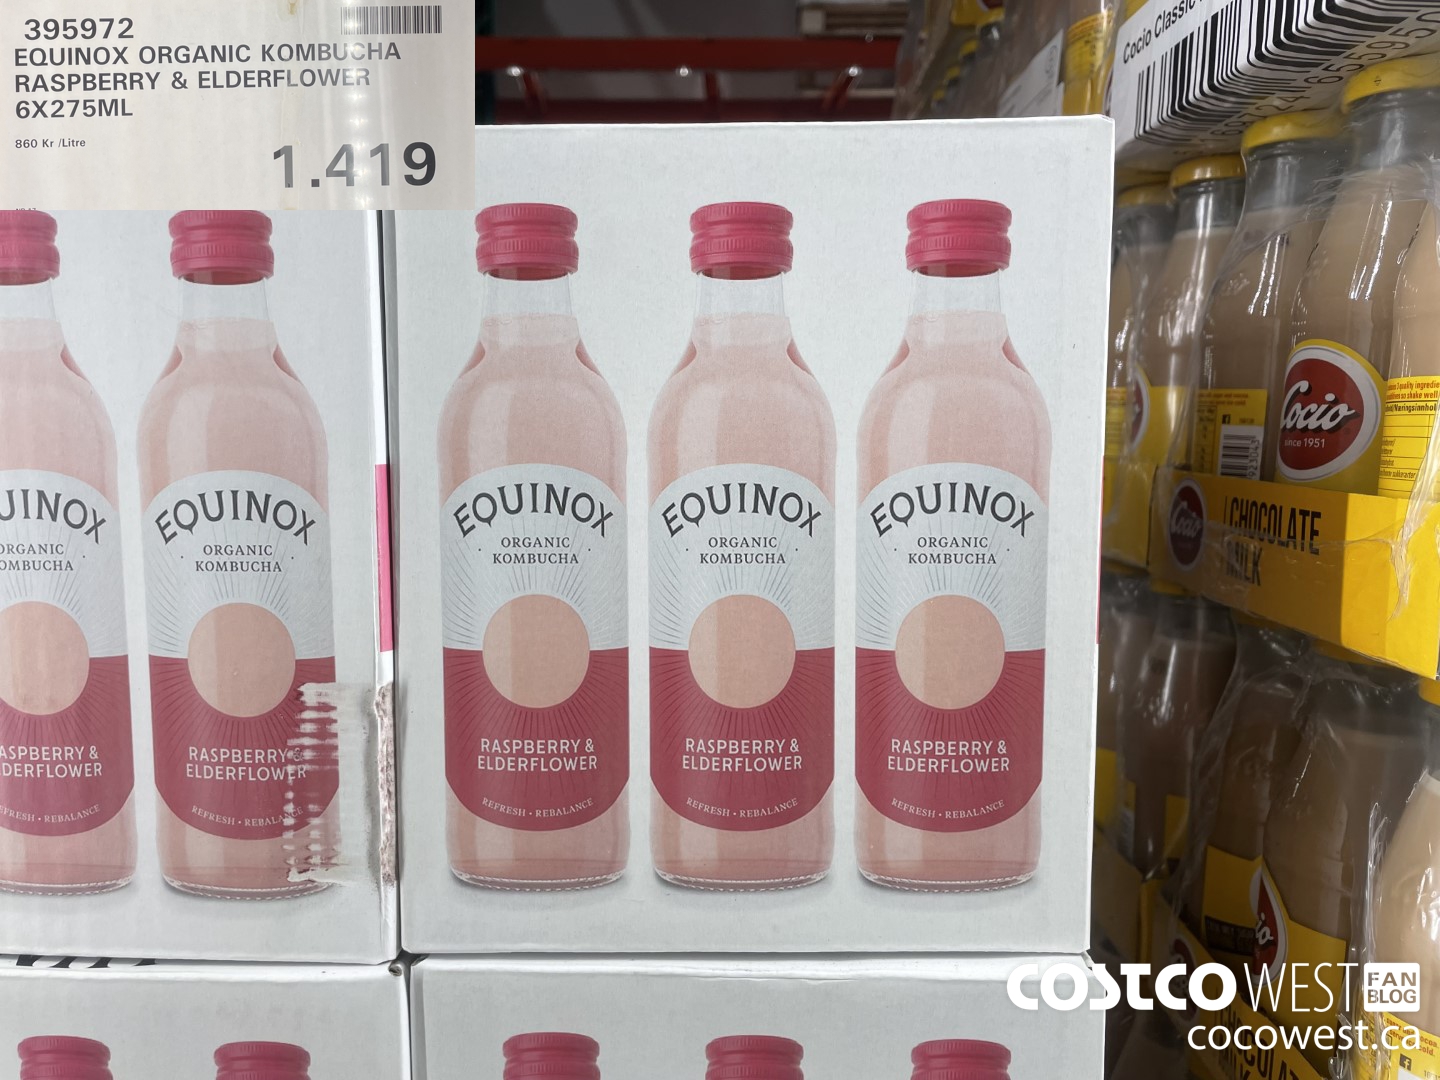 395972
EQUINOX ORGANIC KOMBUCHA
RASPBERRY & ELDERFLOWER
6X275ML
860 Kr /Litre
1.419
Cocio Classic
EQUINOX
ORGANIC
KOMBUCHA
RASPBERRY &
ELDERFLOWER
REFRESH • REBALANCE
EQUINOX
ORGANIC
KOMBUCHA
RASPBERRY &
ELDERFLOWER
REFRESH • REBALANCE
EQUINOX
ORGANIC
KOMBUCHA
RASPBERRY &
ELDERFLOWER
REFRESH • REBALANCE
EQUINOX
ORGANIC
KOMBUCHA
RASPBERRY &
ELDERFLOWER
REFRESH • REBALANCE
Cocio
since 1951
Cocio
CHOCOLATE
MILK
COSTCO WEST FAN BLOG
cocowest.ca